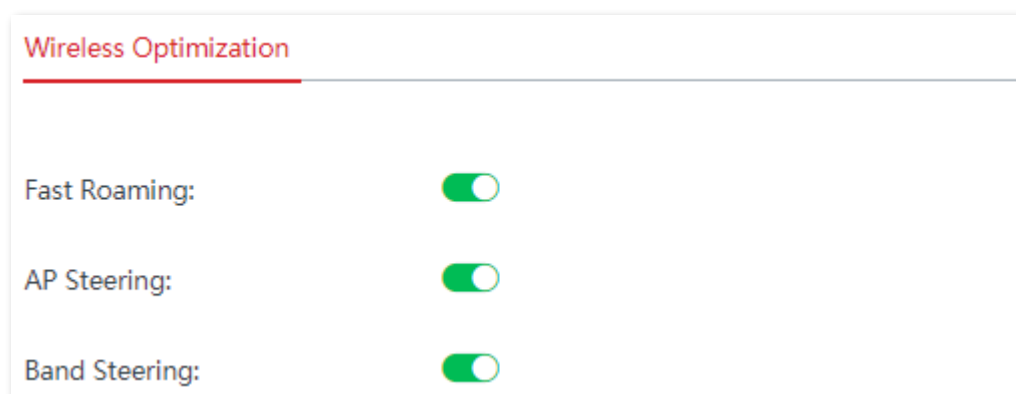 Wireless Optimization
Fast Roaming:
AP Steering:
Band Steering: